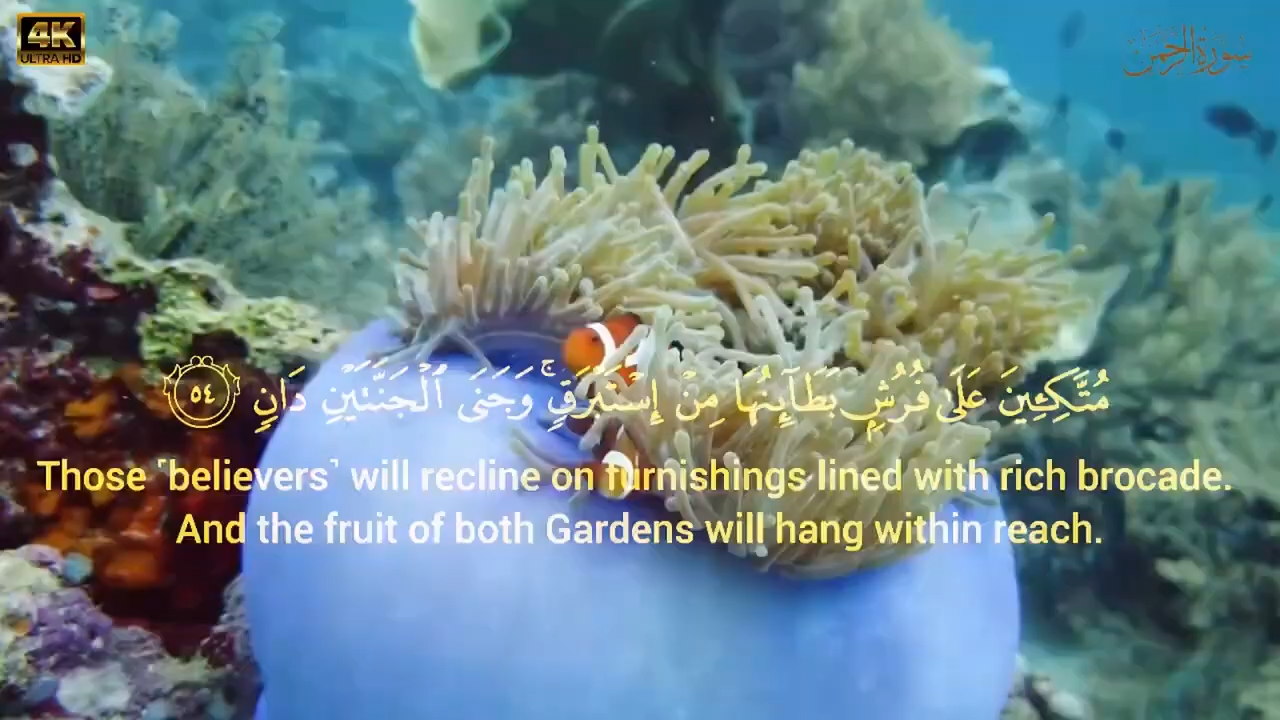 4K
ULTRA HD
سورة الرحمن
مُتَّكِـِٔينَ عَلَىٰ فُرُشٍۭ بَطَآئِنُهَا مِنْ إِسْتَبْرَقٍۢ ۚ وَجَنَى ٱلْجَنَّتَيْنِ دَانٍۢ ٥٤
Those ˹believers˺ will recline on furnishings lined with rich brocade.
And the fruit of both Gardens will hang within reach.